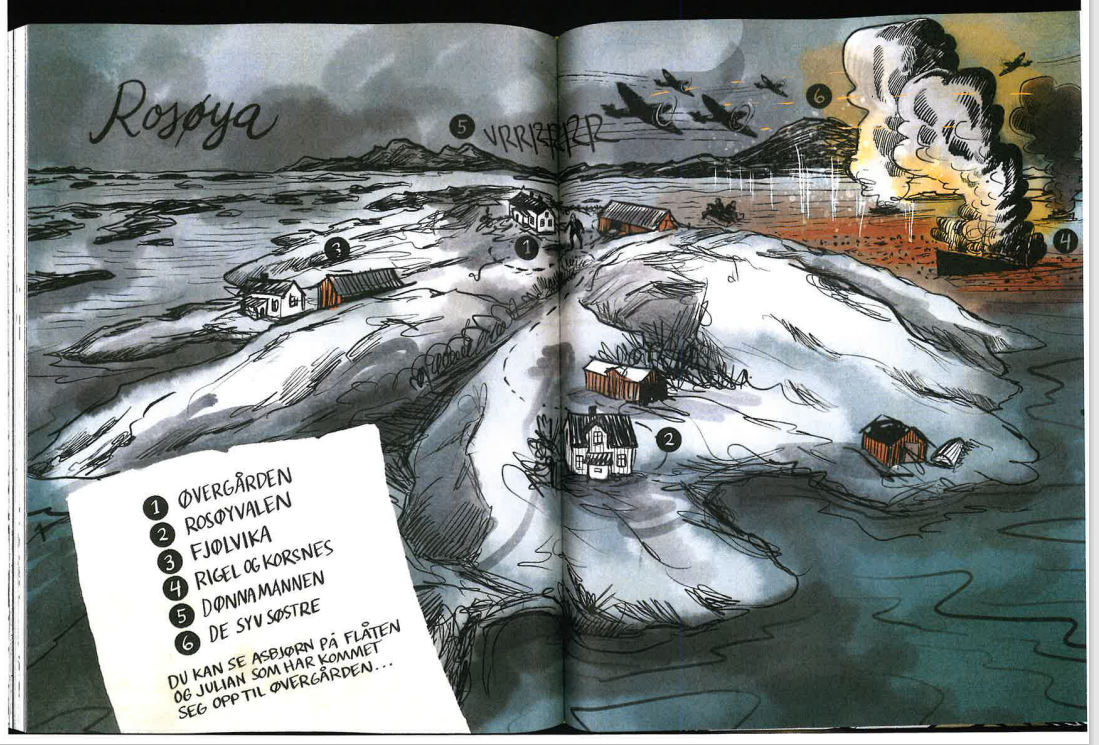 Rosøya
5 VRRRRRR
6
3
1
4
2
1 ØVERGÅRDEN
2 ROSØYVALEN
3 FJØLVIKA
4 RIGEL OG KORSNES
5 DØNNAMANNEN
6 DE SYV SØSTRE
DU KAN SE ASBJØRN PÅ FLÅTEN
OG JULIAN SOM HAR KOMMET
SEG OPP TIL ØVERGÅRDEN...